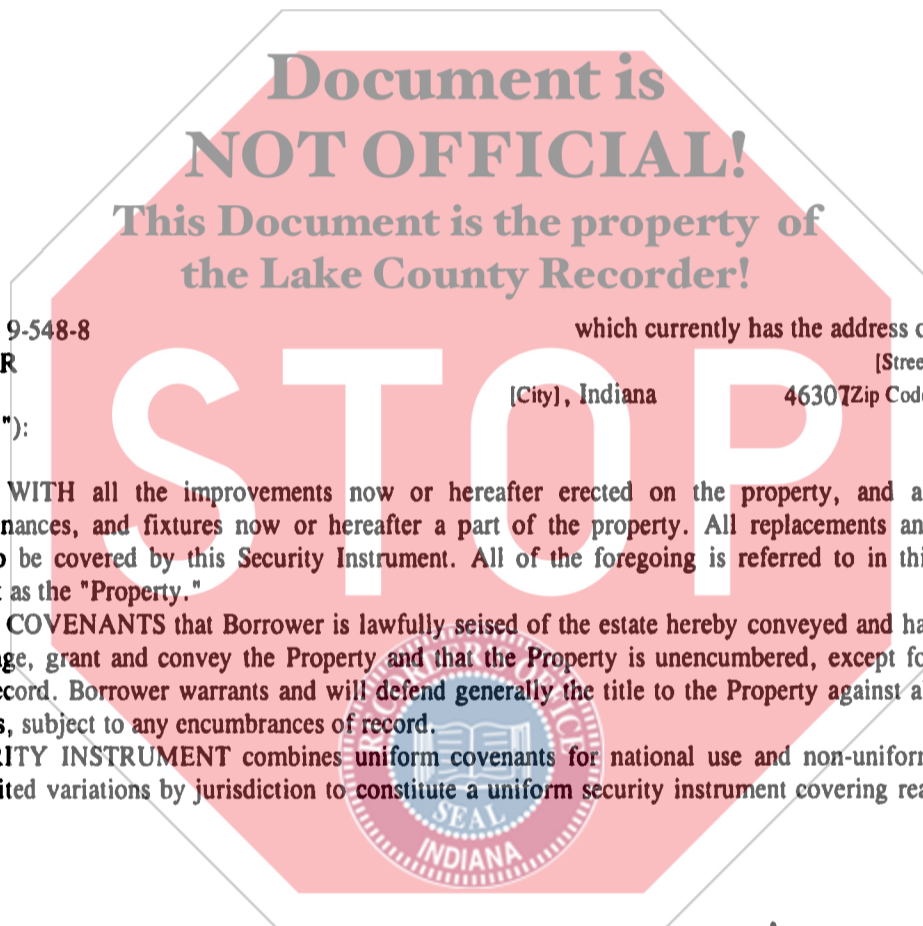 Document is
NOT OFFICIAL!
This Document is the property of
the Lake County Recorder!
9-548-8 which currently has the address o
R [Stree
[City], Indiana 46307 Zip Code
"):
STOP
WITH all the improvements now or hereafter erected on the property, and a
nances, and fixtures now or hereafter a part of the property. All replacements an
be covered by this Security Instrument. All of the foregoing is referred to in thi
as the "Property."
COVENANTS that Borrower is lawfully seised of the estate hereby conveyed and ha
ge, grant and convey the Property and that the Property is unencumbered, except fo
ecord. Borrower warrants and will defend generally the title to the Property against a
s, subject to any encumbrances of record.
RITY INSTRUMENT combines uniform covenants for national use and non-uniform
ited variations by jurisdiction to constitute a uniform security instrument covering rea
RECORDER'S OFFICE
SEAL
INDIANA